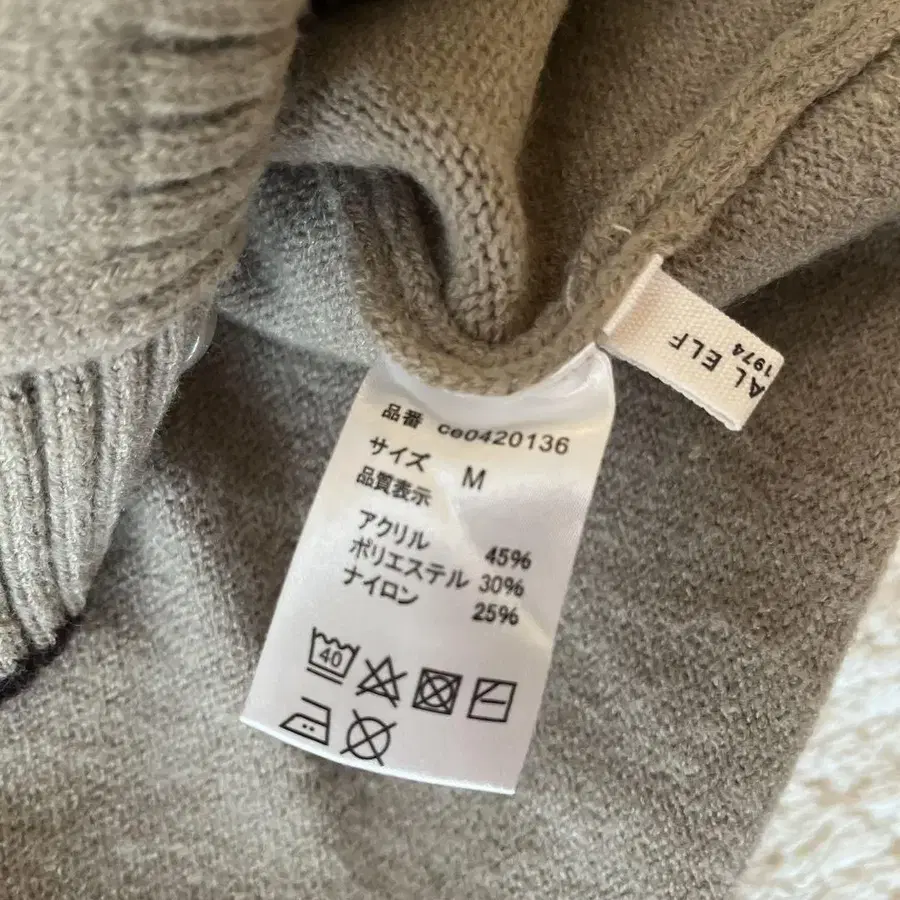 品番 ce0420136
サイズ M
品質表示
アクリル 45%
ポリエステル 30%
ナイロン 25%
40
AL ELF
1974